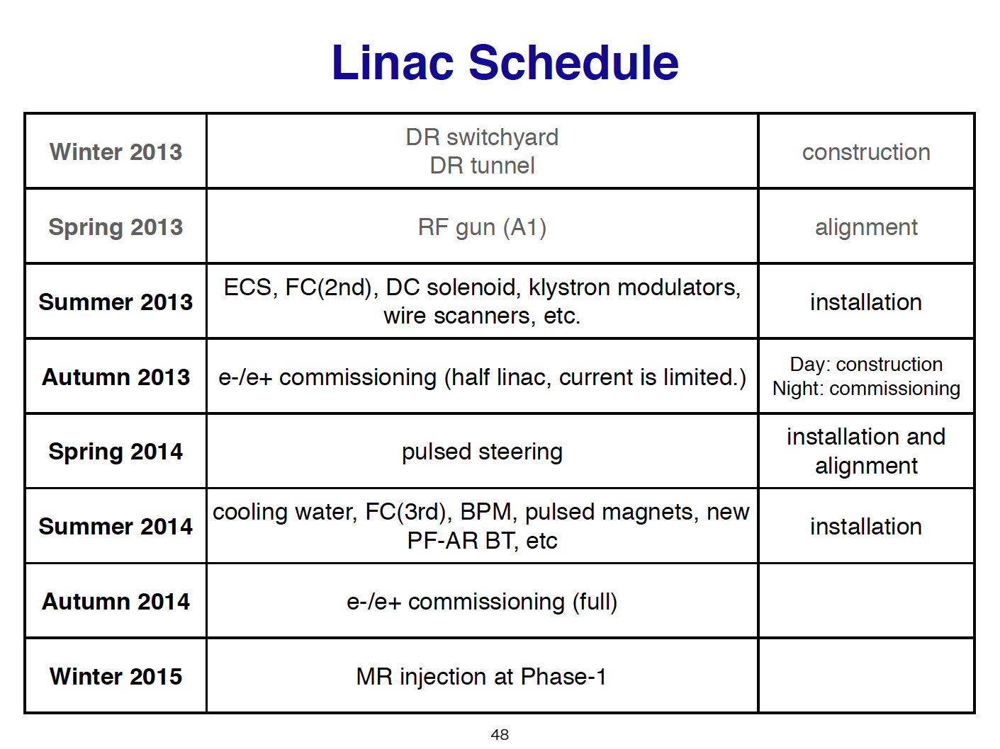 Linac Schedule
Winter 2013
DR switchyard
DR tunnel
construction
Spring 2013
RF gun (A1)
alignment
Summer 2013
ECS, FC(2nd), DC solenoid, klystron modulators,
wire scanners, etc.
installation
Autumn 2013
e-/e+ commissioning (half linac, current is limited.)
Day: construction
Night: commissioning
Spring 2014
pulsed steering
installation and
alignment
Summer 2014
cooling water, FC(3rd), BPM, pulsed magnets, new
PF-AR BT, etc
installation
Autumn 2014
e-/e+ commissioning (full)
Winter 2015
MR injection at Phase-1
48